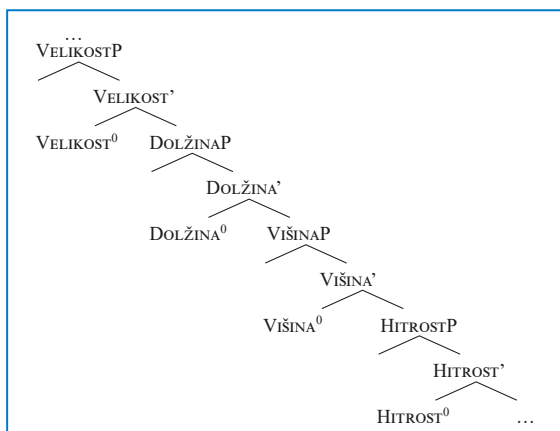 ...
VELIKOSTP
VELIKOST’
VELIKOST⁰ DOLŽINAP
DOLŽINA’
DOLŽINA⁰ VIŠINAP
VIŠINA’
VIŠINA⁰ HITROSTP
HITROST’
HITROST⁰ ...